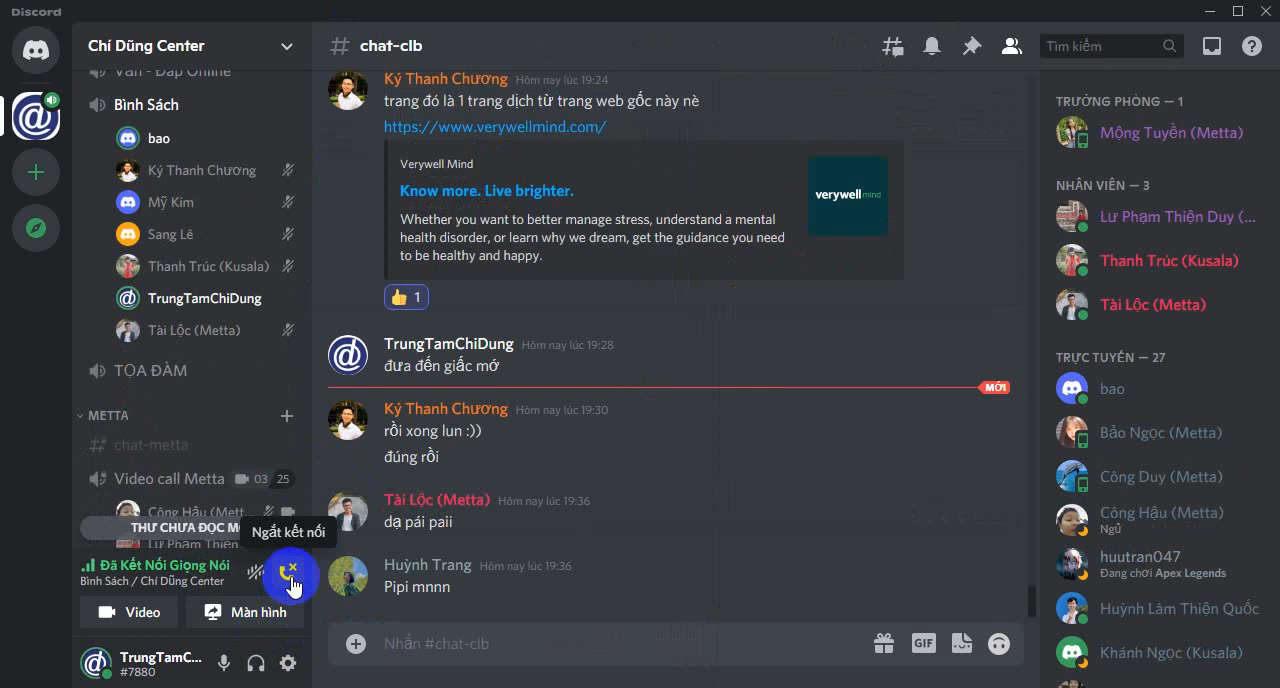 Discord
Chí Dũng Center
Vấn - Đáp Online
Bình Sách
bao
Ký Thanh Chương
Mỹ Kim
Sang Lê
Thanh Trúc (Kusala)
TrungTamChiDung
Tài Lộc (Metta)
TỌA ĐÀM
METTA
chat-metta
Video call Metta 03 25
Công Hậu (Mett...
THƯ CHƯA ĐỌC M
Ngắt kết nối
Lư Phạm Thiên
Đã Kết Nối Giọng Nói
Bình Sách / Chí Dũng Center
Video
Màn hình
TrungTamC...
#7880
chat-clb
Tìm kiếm
Ký Thanh Chương Hôm nay lúc 19:24
trang đó là 1 trang dịch từ trang web gốc này nè
https://www.verywellmind.com/
Verywell Mind
Know more. Live brighter.
Whether you want to better manage stress, understand a mental
health disorder, or learn why we dream, get the guidance you need
to be healthy and happy.
verywell mind
1
TrungTamChiDung Hôm nay lúc 19:28
đưa đến giấc mớ
MỚI
Ký Thanh Chương Hôm nay lúc 19:30
rồi xong lun :))
đúng rồi
Tài Lộc (Metta) Hôm nay lúc 19:36
dạ pái paii
Huỳnh Trang Hôm nay lúc 19:36
Pipi mnnn
Nhắn #chat-clb
GIF
TRƯỞNG PHÒNG — 1
Mộng Tuyền (Metta)
NHÂN VIÊN — 3
Lư Phạm Thiện Duy (...
Thanh Trúc (Kusala)
Tài Lộc (Metta)
TRỰC TUYẾN — 27
bao
Bảo Ngọc (Metta)
Công Duy (Metta)
Công Hậu (Metta)
Ngủ
huutran047
Đang chơi Apex Legends
Huỳnh Lâm Thiện Quốc
Khánh Ngọc (Kusala)